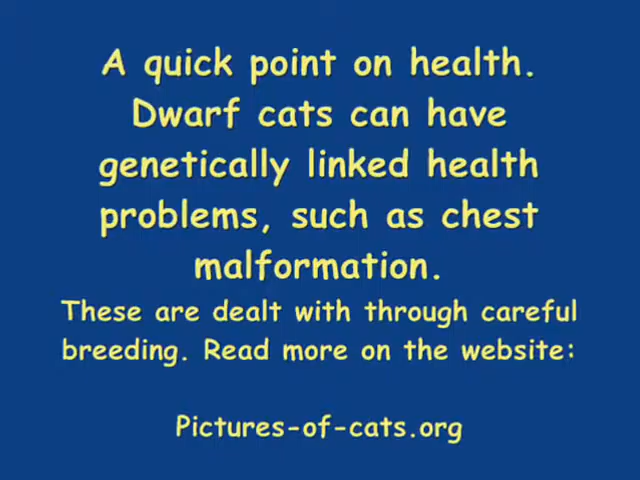 A quick point on health.
Dwarf cats can have
genetically linked health
problems, such as chest
malformation.
These are dealt with through careful
breeding. Read more on the website:
Pictures-of-cats.org